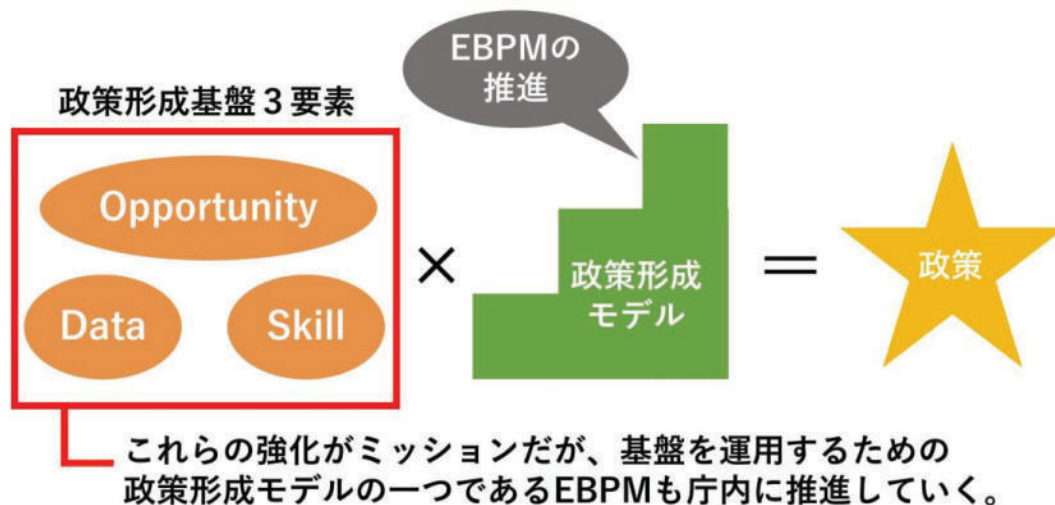 EBPMの
推進
政策形成基盤３要素
Opportunity
Data
Skill
×
政策形成
モデル
＝
政策
これらの強化がミッションだが、基盤を運用するための
政策形成モデルの一つであるEBPMも庁内に推進していく。